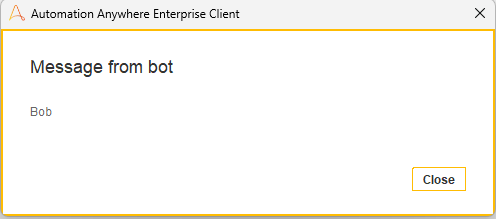 Automation Anywhere Enterprise Client
Message from bot
Bob
Close